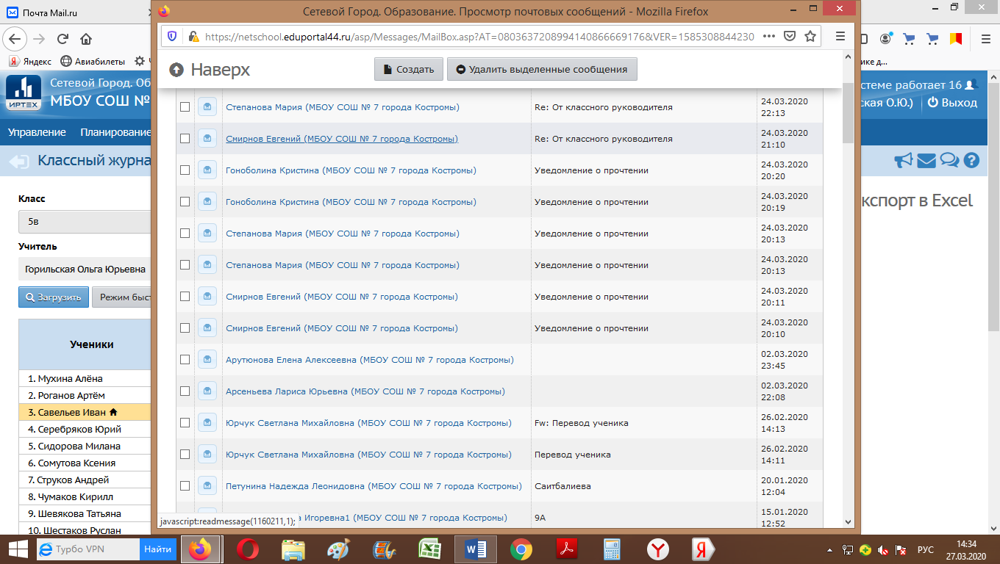 Почта Mail.ru
Сетевой Город. Образование. Просмотр почтовых сообщений - Mozilla Firefox
https://netschool.eduportal44.ru/asp/Messages/MailBox.asp?AT=0803637208994140866669176&VER=1585308844230
Яндекс
Авиабилеты
ике д...
Наверх
Создать
Удалить выделенные сообщения
ИРТЕХ
Сетевой Город. Об
МБОУ СОШ №
стеме работает 16
ская О.Ю.)
Выход
Управление
Планирование
Классный журна
Класс
5в
Учитель
Горильская Ольга Юрьевна
Загрузить
Режим быст
Ученики
1. Мухина Алёна
2. Роганов Артём
3. Савельев Иван
4. Серебряков Юрий
5. Сидорова Милана
6. Сомутова Ксения
7. Струков Андрей
8. Чумаков Кирилл
9. Шевякова Татьяна
10. Шестаков Руслан
кспорт в Excel
Степанова Мария (МБОУ СОШ № 7 города Костромы) Re: От классного руководителя 24.03.2020
22:13
Смирнов Евгений (МБОУ СОШ № 7 города Костромы) Re: От классного руководителя 24.03.2020
21:10
Гоноболина Кристина (МБОУ СОШ № 7 города Костромы) Уведомление о прочтении 24.03.2020
20:20
Гоноболина Кристина (МБОУ СОШ № 7 города Костромы) Уведомление о прочтении 24.03.2020
20:19
Степанова Мария (МБОУ СОШ № 7 города Костромы) Уведомление о прочтении 24.03.2020
20:13
Степанова Мария (МБОУ СОШ № 7 города Костромы) Уведомление о прочтении 24.03.2020
20:13
Смирнов Евгений (МБОУ СОШ № 7 города Костромы) Уведомление о прочтении 24.03.2020
20:11
Смирнов Евгений (МБОУ СОШ № 7 города Костромы) Уведомление о прочтении 24.03.2020
20:10
Арутюнова Елена Алексеевна (МБОУ СОШ № 7 города Костромы) 02.03.2020
23:45
Арсеньева Лариса Юрьевна (МБОУ СОШ № 7 города Костромы) 02.03.2020
22:08
Юрчук Светлана Михайловна (МБОУ СОШ № 7 города Костромы) Fw: Перевод ученика 26.02.2020
14:13
Юрчук Светлана Михайловна (МБОУ СОШ № 7 города Костромы) Перевод ученика 26.02.2020
14:11
Петунина Надежда Леонидовна (МБОУ СОШ № 7 города Костромы) Саитбалиева 20.01.2020
12:04
а Игоревна1 (МБОУ СОШ № 7 города Костромы) 9А 15.01.2020
12:52
javascript:readmessage(1160211,1);
Турбо VPN
Найти
РУС
14:34
27.03.2020